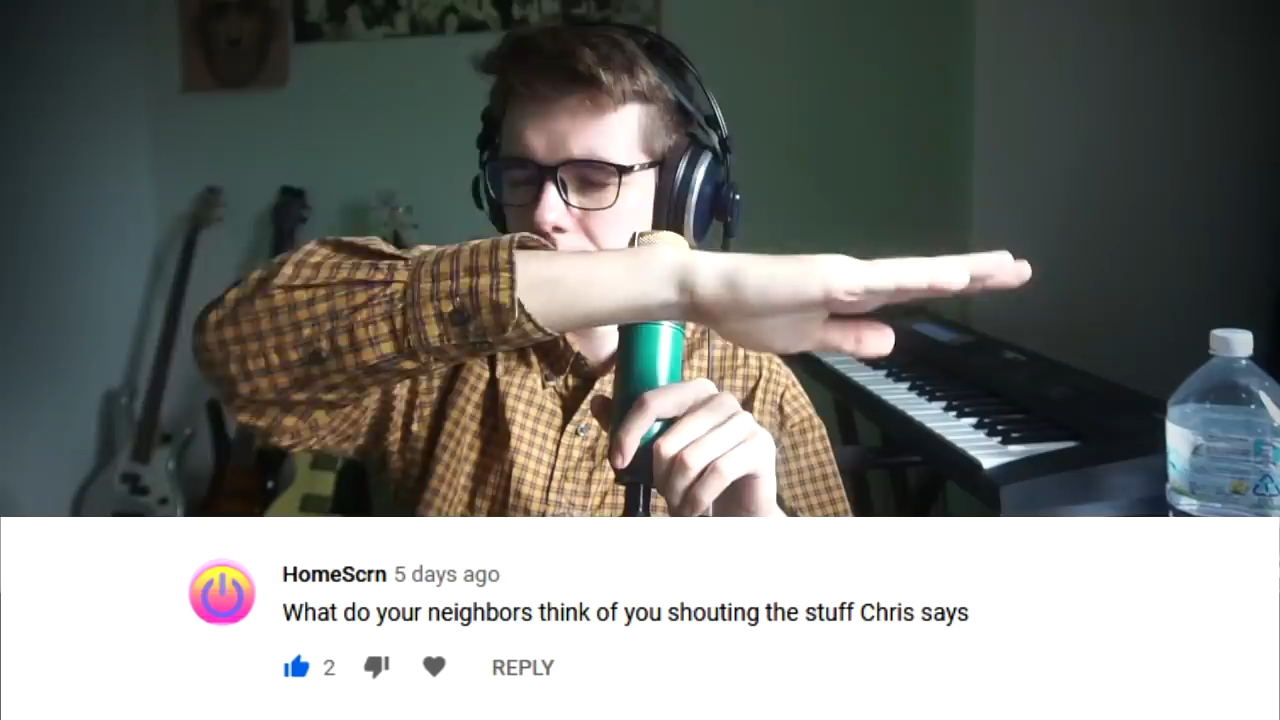 HomeScrn 5 days ago
What do your neighbors think of you shouting the stuff Chris says
2 REPLY